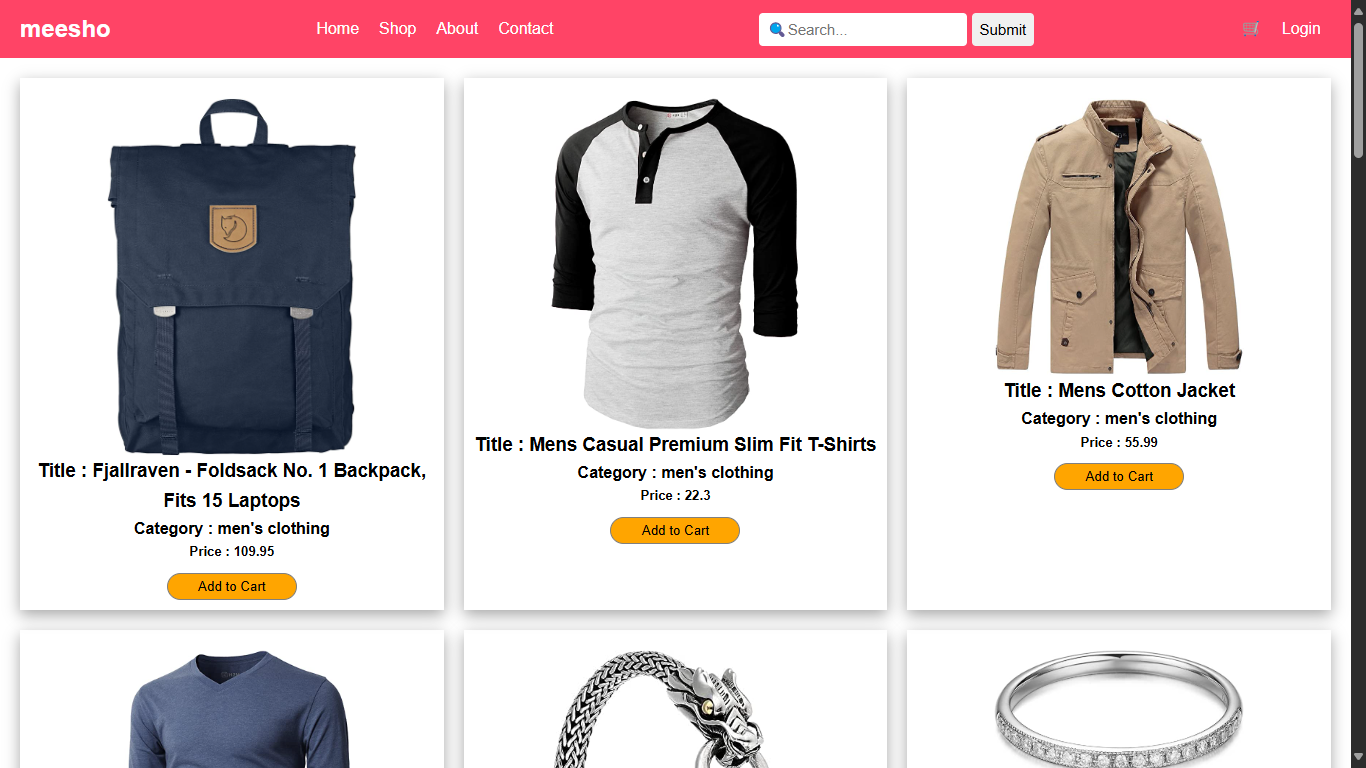 meesho
Home
Shop
About
Contact
Search...
Submit
Login
Title : Fjallraven - Foldsack No. 1 Backpack,
Fits 15 Laptops
Category : men's clothing
Price : 109.95
Add to Cart
Title : Mens Casual Premium Slim Fit T-Shirts
Category : men's clothing
Price : 22.3
Add to Cart
Title : Mens Cotton Jacket
Category : men's clothing
Price : 55.99
Add to Cart